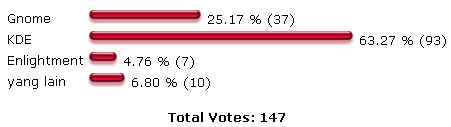 Gnome 25.17 % (37)
KDE 63.27 % (93)
Enlightment 4.76 % (7)
yang lain 6.80 % (10)
Total Votes: 147